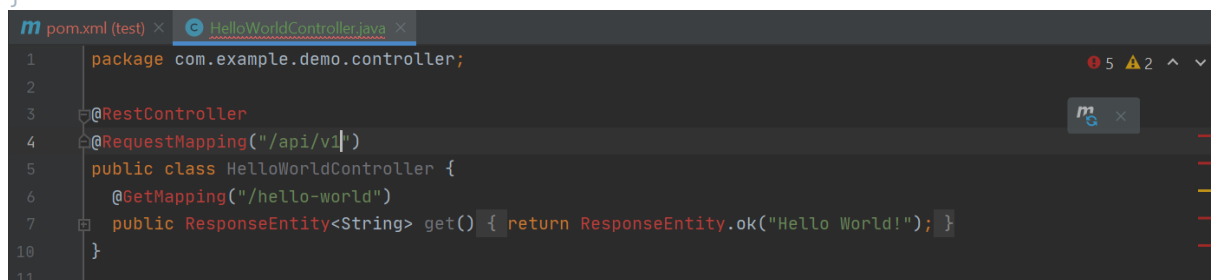 }
m pom.xml (test) × C HelloWorldController.java ×
1 package com.example.demo.controller; 5 2
2
3 @RestController m ×
4 @RequestMapping("/api/v1")
5 public class HelloWorldController {
6 @GetMapping("/hello-world")
7 public ResponseEntity<String> get() { return ResponseEntity.ok("Hello World!"); }
10 }
11